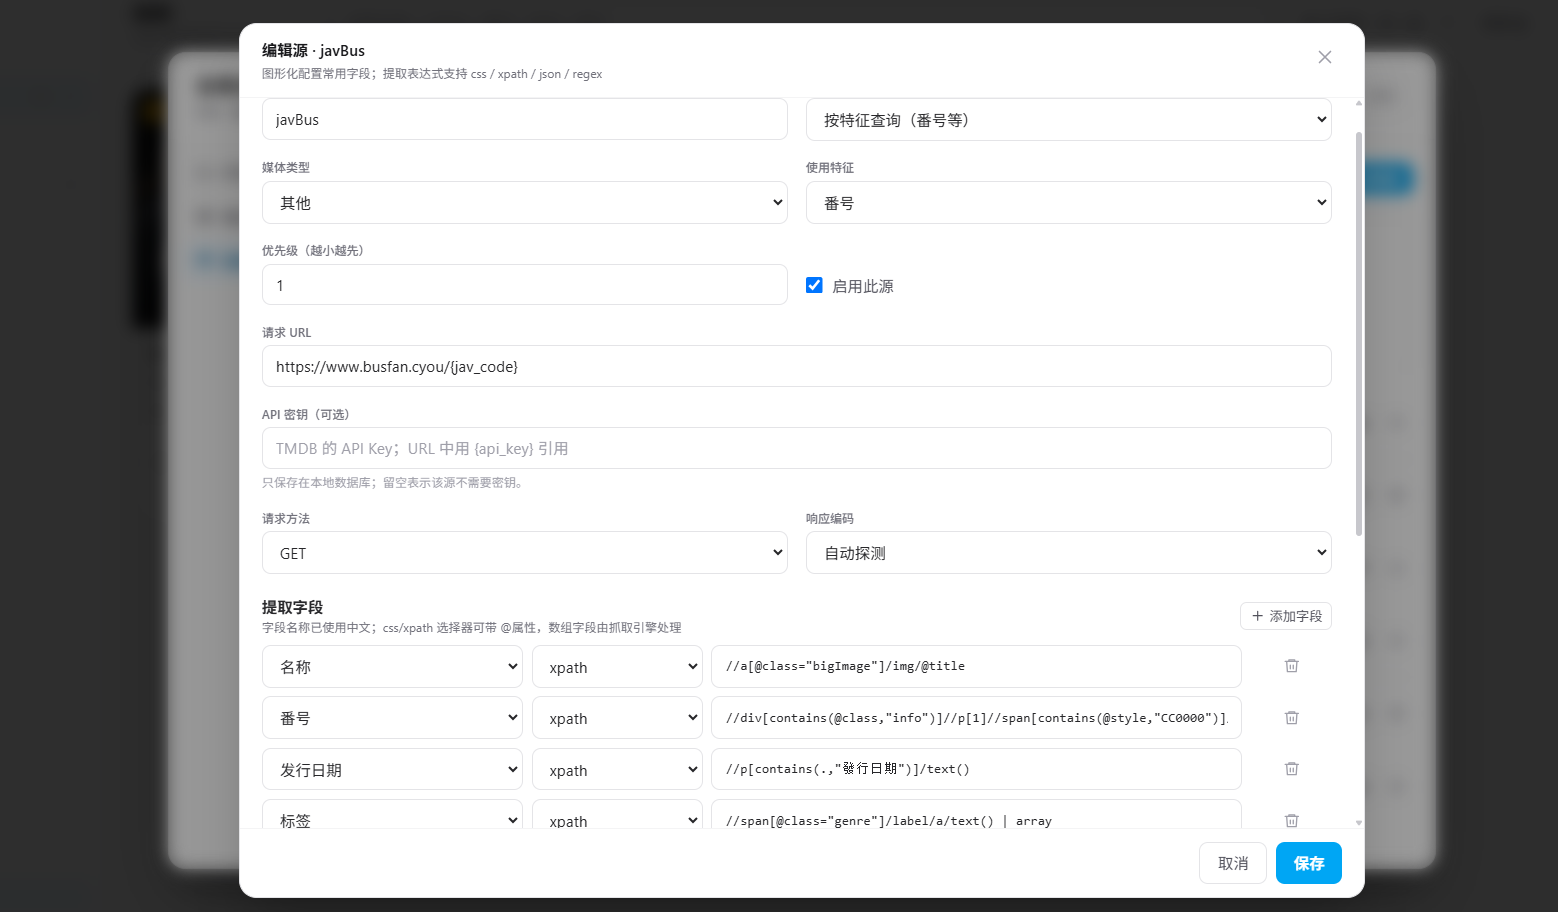 编辑源 · javBus
图形化配置常用字段；提取表达式支持 css / xpath / json / regex
javBus
按特征查询（番号等）
媒体类型
使用特征
其他
番号
优先级（越小越先）
1
启用此源
请求 URL
https://www.busfan.cyou/{jav_code}
API 密钥（可选）
TMDB 的 API Key；URL 中用 {api_key} 引用
只保存在本地数据库；留空表示该源不需要密钥。
请求方法
响应编码
GET
自动探测
提取字段
字段名称已使用中文；css/xpath 选择器可带 @属性，数组字段由抓取引擎处理
添加字段
名称 xpath //a[@class="bigImage"]/img/@title
番号 xpath //div[contains(@class,"info")]//p[1]//span[contains(@style,"CC0000")]
发行日期 xpath //p[contains(.,"發行日期")]/text()
标签 xpath //span[@class="genre"]/label/a/text() | array
取消
保存